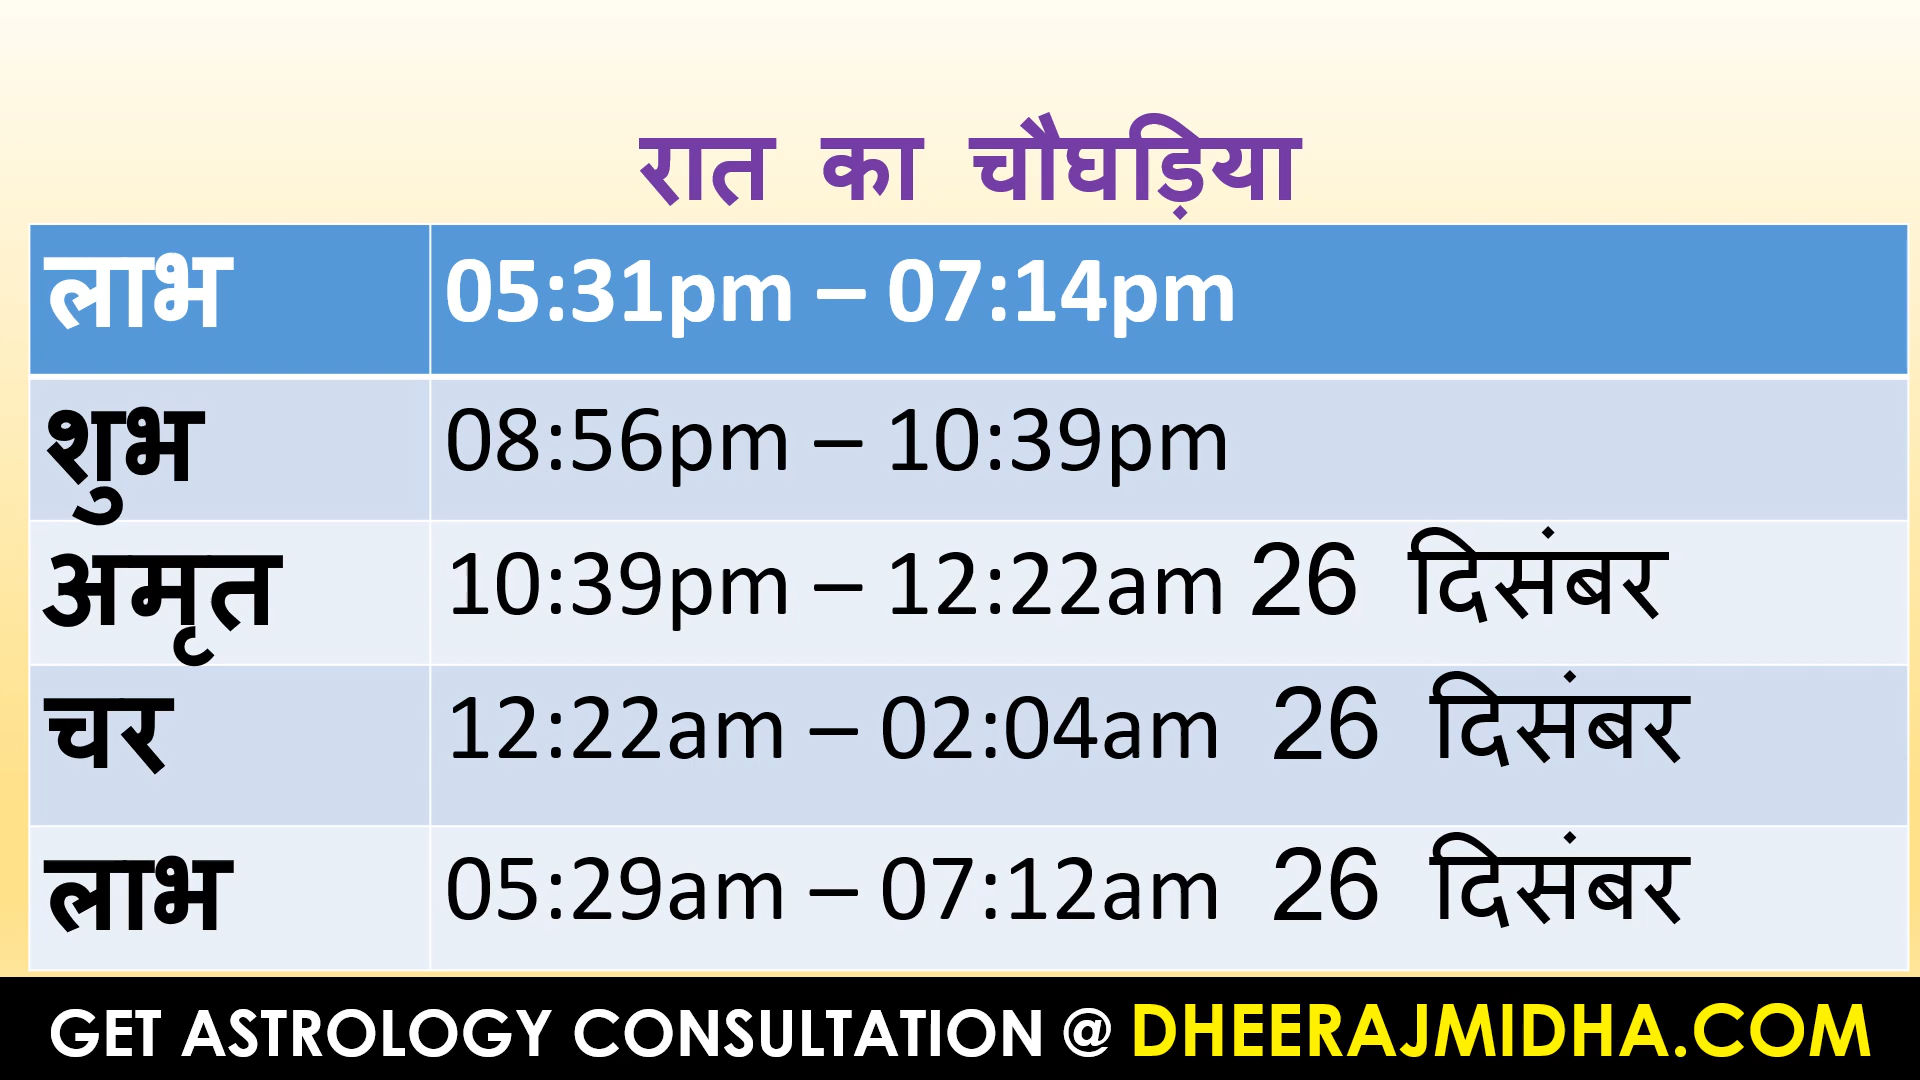 रात का चौघड़िया
लाभ 05:31pm – 07:14pm
शुभ 08:56pm – 10:39pm
अमृत 10:39pm – 12:22am 26 दिसंबर
चर 12:22am – 02:04am 26 दिसंबर
लाभ 05:29am – 07:12am 26 दिसंबर
GET ASTROLOGY CONSULTATION @ DHEERAJMIDHA.COM